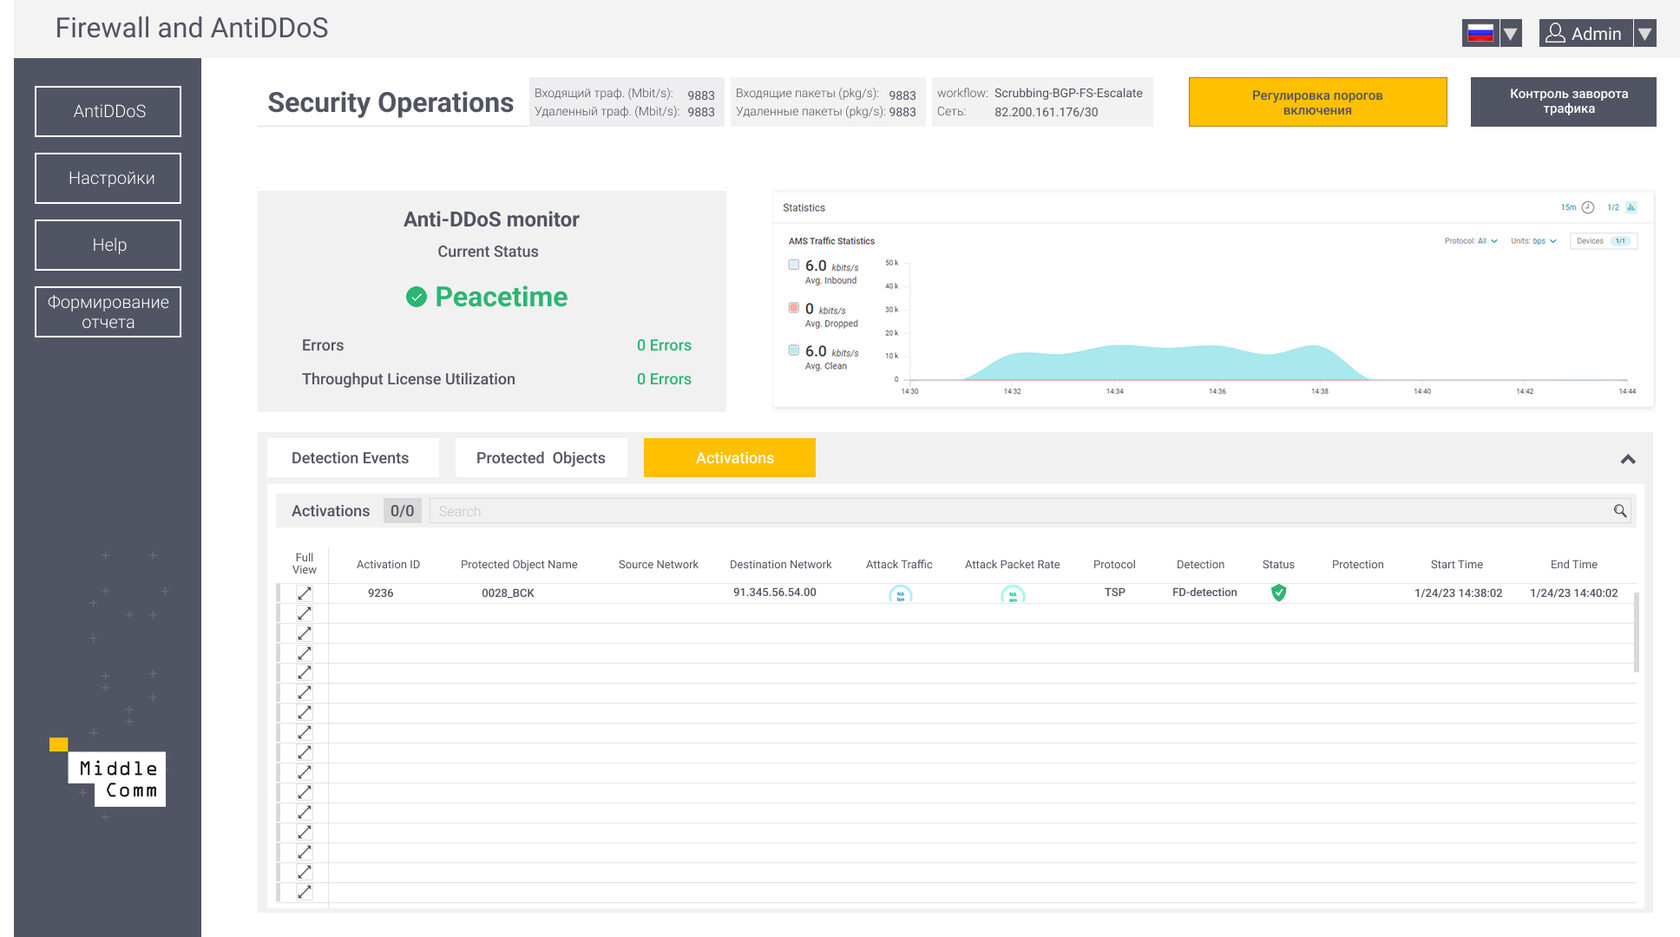 Firewall and AntiDDoS
Admin
AntiDDoS
Настройки
Help
Формирование
отчета
Middle
Comm
Security Operations
Входящий траф. (Mbit/s): 9883
Удаленный траф. (Mbit/s): 9883
Входящие пакеты (pkg/s): 9883
Удаленные пакеты (pkg/s): 9883
workflow: Scrubbing-BGP-FS-Escalate
Сеть: 82.200.161.176/30
Регулировка порогов
включения
Контроль заворота
трафика
Anti-DDoS monitor
Current Status
Peacetime
Errors 0 Errors
Throughput License Utilization 0 Errors
Statistics 15m 1/2
AMS Traffic Statistics Protocol: All Units: bps Devices 1/1
6.0 kbits/s
Avg. Inbound
0 kbits/s
Avg. Dropped
6.0 kbits/s
Avg. Clean
50 k
40 k
30 k
20 k
10 k
0
14:30 14:32 14:34 14:36 14:38 14:40 14:42 14:44
Detection Events Protected Objects Activations
Activations 0/0 Search
Full
View
Activation ID Protected Object Name Source Network Destination Network Attack Traffic Attack Packet Rate Protocol Detection Status Protection Start Time End Time
9236 0028_BCK 91.345.56.54.00 NA NA TSP FD-detection 1/24/23 14:38:02 1/24/23 14:40:02